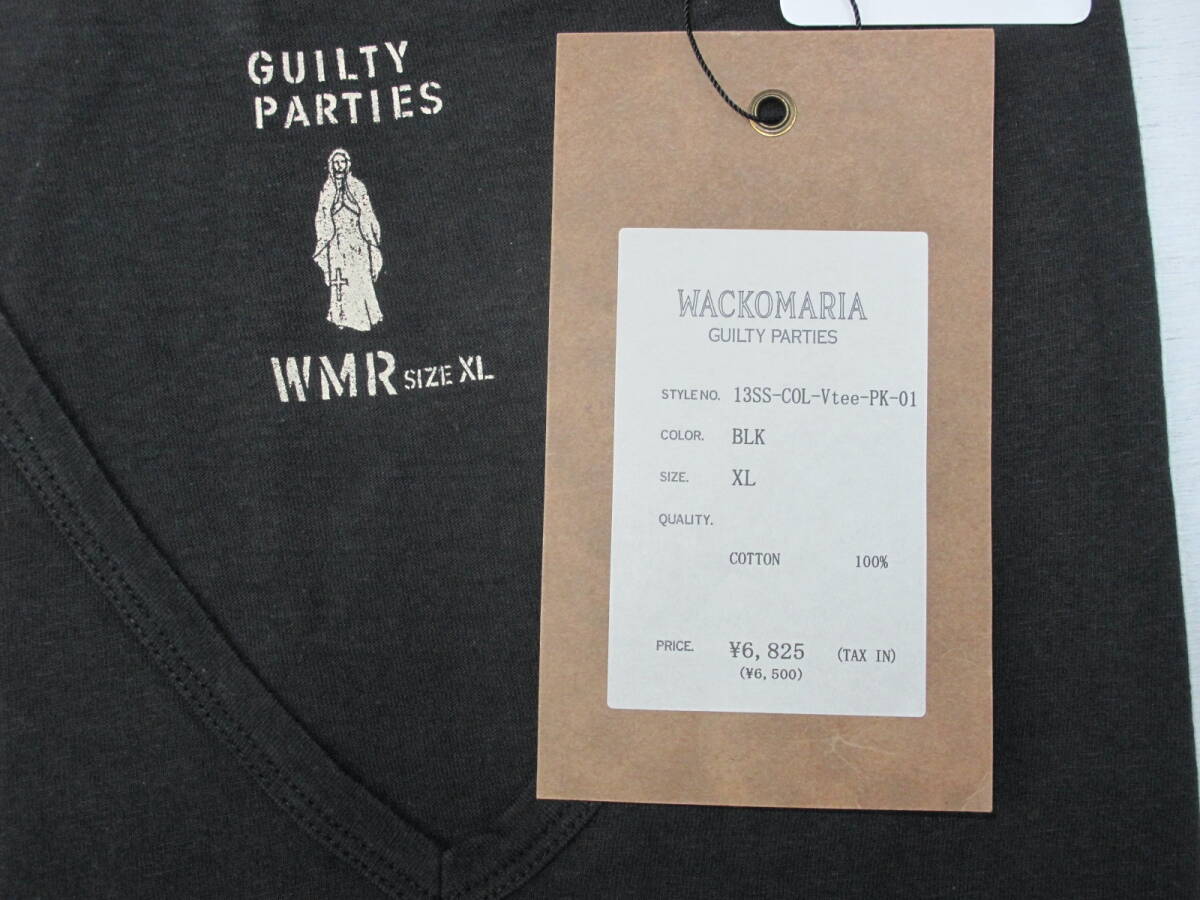 GUILTY
PARTIES
WMR SIZE XL
WACKOMARIA
GUILTY PARTIES
STYLE NO. 13SS-COL-Vtee-PK-01
COLOR. BLK
SIZE. XL
QUALITY.
COTTON 100%
PRICE. ¥6,825 (TAX IN)
(¥6,500)